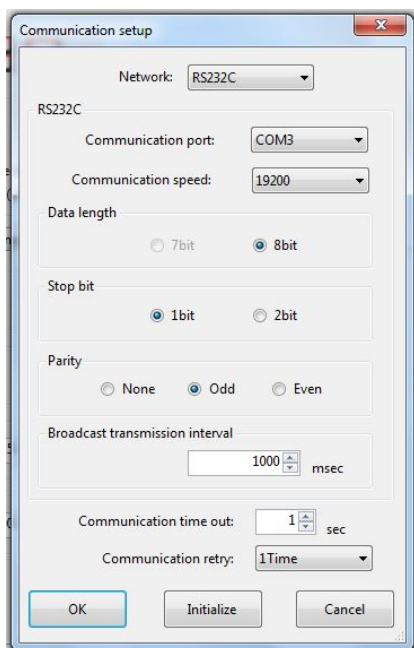 Communication setup
Network: RS232C
RS232C
Communication port: COM3
Communication speed: 19200
Data length
7bit 8bit
Stop bit
1bit 2bit
Parity
None Odd Even
Broadcast transmission interval
1000 msec
Communication time out: 1 sec
Communication retry: 1Time
OK Initialize Cancel